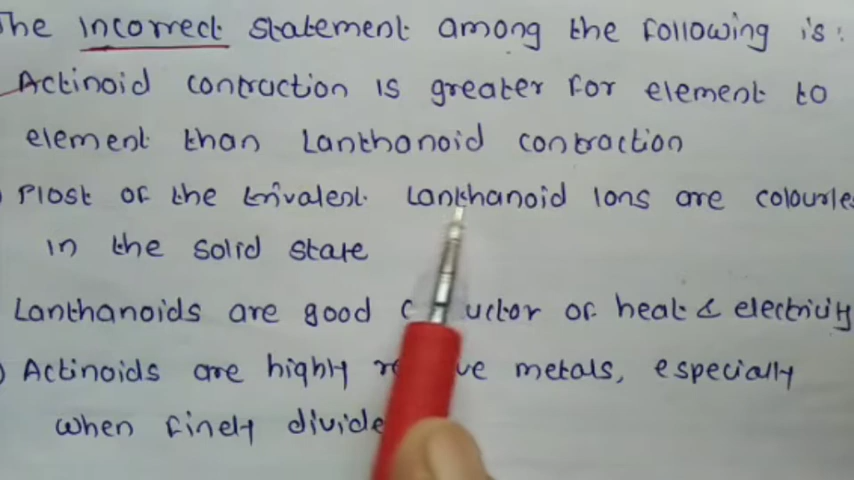 The incorrect statement among the following is:
Actinoid contraction is greater for element to
element than Lanthanoid contraction
Most of the trivalent Lanthanoid Ions are
in the solid state
Lanthanoids are good of heat & electricity
Actinoids are highly metals, especially
when finely